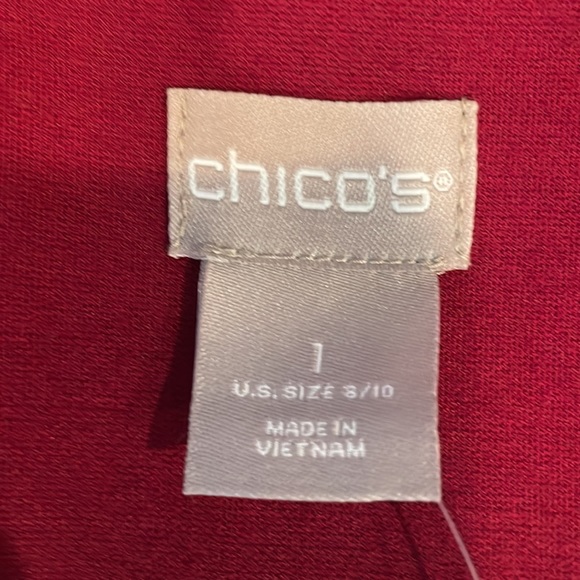 chico's®
1
U.S. SIZE 8/10
MADE IN
VIETNAM